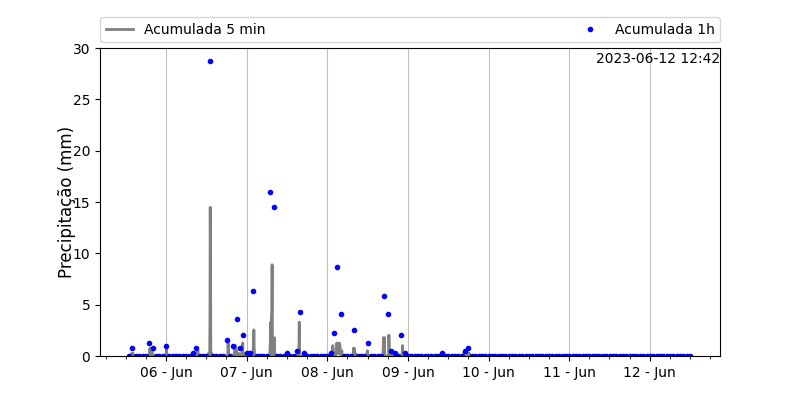 Acumulada 5 min
Acumulada 1h
2023-06-12 12:42
Precipitação (mm)
30
25
20
15
10
5
0
06 - Jun
07 - Jun
08 - Jun
09 - Jun
10 - Jun
11 - Jun
12 - Jun